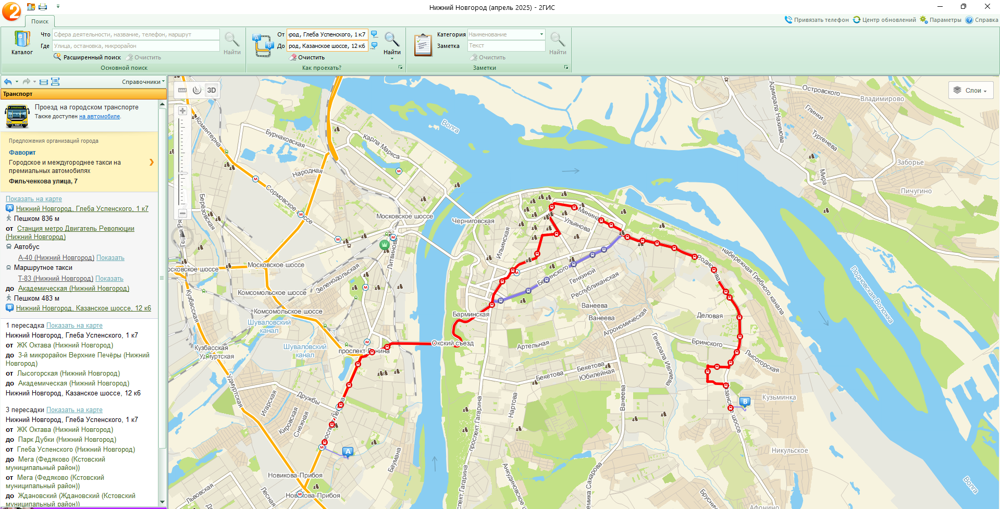 Нижний Новгород (апрель 2025) - 2ГИС
Поиск
Привязать телефон
Центр обновлений
Параметры
Справка
Каталог
Что
Сфера деятельности, название, телефон, маршрут
Где
Улица, остановка, микрорайон
Расширенный поиск
Очистить
Найти
Основной поиск
От
род, Глеба Успенского, 1 к7
До
род, Казанское шоссе, 12 к6
Очистить
Найти
Как проехать?
Категория
Наименование
Заметка
Текст
Очистить
Найти
Заметки
Справочники
Транспорт
Проезд на городском транспорте
Также доступен на автомобиле.
Предложения организаций города
Фаворит
Городское и междугороднее такси на
премиальных автомобилях
Фильченкова улица, 7
Показать на карте
A Нижний Новгород, Глеба Успенского, 1 к7
Пешком 836 м
от Станция метро Двигатель Революции
(Нижний Новгород)
Автобус
А-40 (Нижний Новгород) Показать
Маршрутное такси
Т-83 (Нижний Новгород) Показать
до Академическая (Нижний Новгород)
Пешком 483 м
B Нижний Новгород, Казанское шоссе, 12 к6
1 пересадка Показать на карте
Нижний Новгород, Глеба Успенского, 1 к7
от ЖК Октава (Нижний Новгород)
до 3-й микрорайон Верхние Печёры (Нижний
Новгород)
от Лысогорская (Нижний Новгород)
до Академическая (Нижний Новгород)
Нижний Новгород, Казанское шоссе, 12 к6
3 пересадки Показать на карте
Нижний Новгород, Глеба Успенского, 1 к7
от ЖК Октава (Нижний Новгород)
до Парк Дубки (Нижний Новгород)
от Глеба Успенского (Нижний Новгород)
до Мега (Федяково (Кстовский
муниципальный район))
от Мега (Федяково (Кстовский
муниципальный район))
до Ждановский (Ждановский (Кстовский
муниципальный район))
3D
Слои
Волга
Коминтерна
Бурнаковская
Карла Маркса
Народная
Сормовское шоссе
Берёзовская
Московское шоссе
Черниговская
Литвинова
Московское шоссе
осковское шоссе
Зеленодольская
Комсомольское шоссе
Комсомольское шоссе
Кузбасская
Шуваловский
канал
Шуваловский
канал
Кузбасская
Удмуртская
Удмуртская
проспект Ленина
Окский съезд
Барминская
Ильинская
Минина
Ульянова
Белинского
Генкиной
Республиканская
Ванеева
Ванеева
Агрономическая
Артельная
Бекетова
Бекетова
Юбилейная
Ванеева
Генерала Ивлиева
Бринского
Деловая
Лысогорская
Родионова
набережная Гребного канала
Подновская Воложка
Кузьминка
Никульское
Волга
Афонино
Нартова
проспект Гагарина
Дружбы
Игарская
Кировская
Снежная
Баумана
Новикова-Прибоя
Новикова-Прибоя
Львовская
Лесная
Островского
Адмирала Нахимова
Владимирово
Глинки
Тургенева
Мира
Заборье
Пичугино
A
B